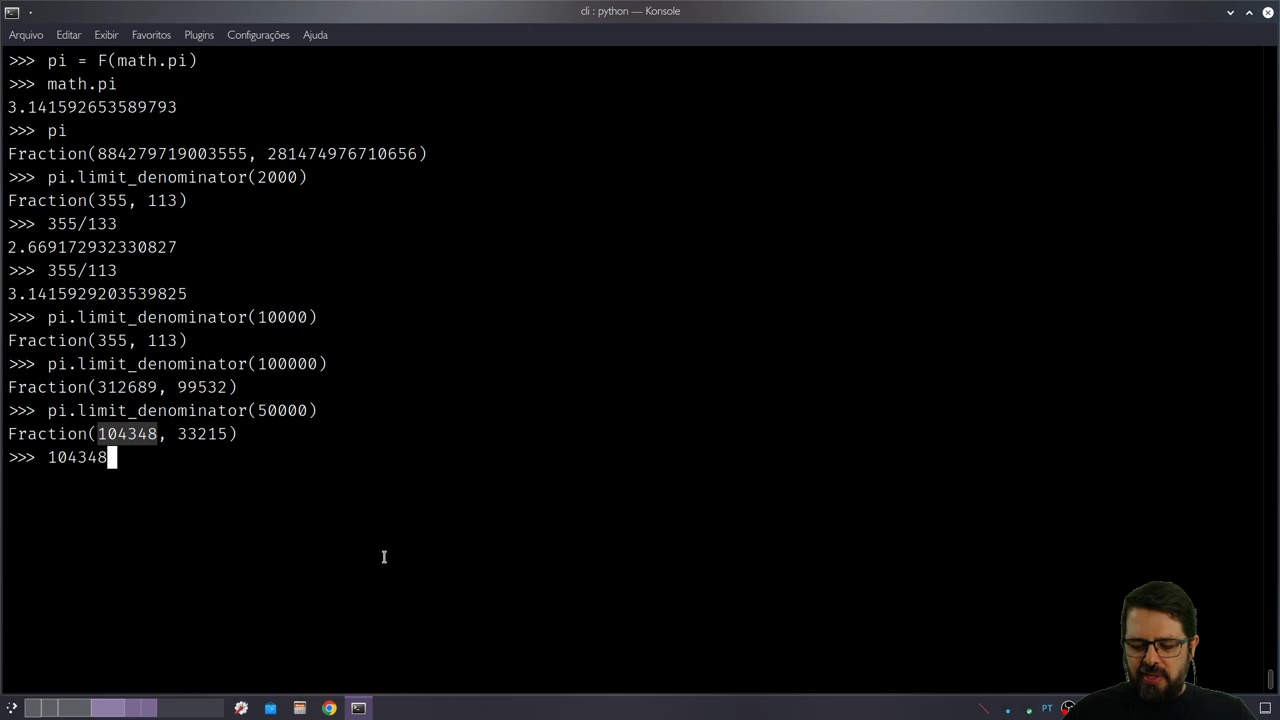 cli : python — Konsole
Arquivo Editar Exibir Favoritos Plugins Configurações Ajuda
>>> pi = F(math.pi)
>>> math.pi
3.141592653589793
>>> pi
Fraction(884279719003555, 281474976710656)
>>> pi.limit_denominator(2000)
Fraction(355, 113)
>>> 355/133
2.669172932330827
>>> 355/113
3.1415929203539825
>>> pi.limit_denominator(10000)
Fraction(355, 113)
>>> pi.limit_denominator(100000)
Fraction(312689, 99532)
>>> pi.limit_denominator(50000)
Fraction(104348, 33215)
>>> 104348
PT